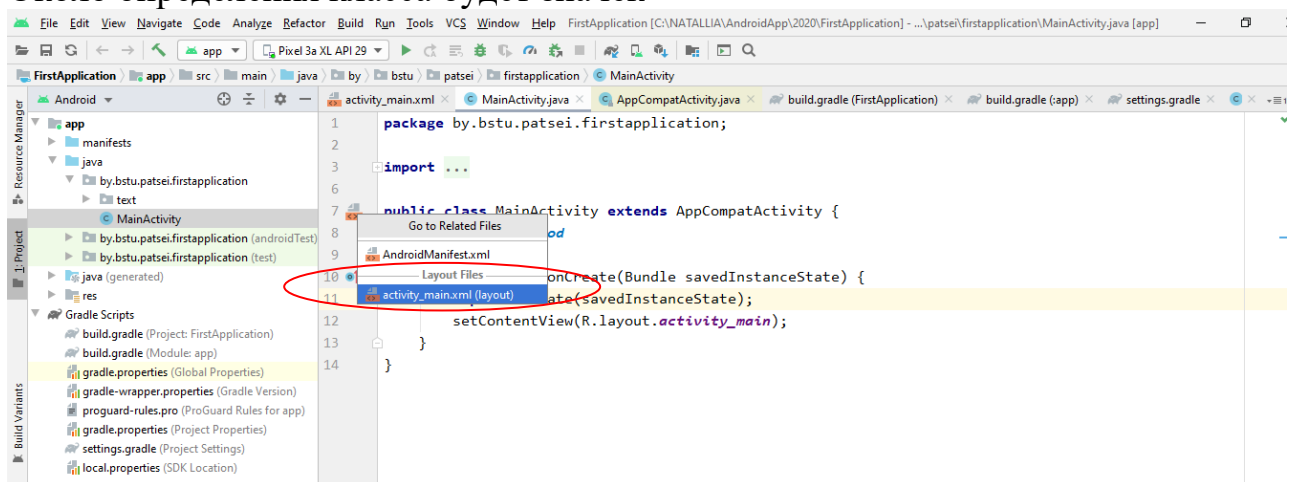 Около определения класса будет значок
File Edit View Navigate Code Analyze Refactor Build Run Tools VCS Window Help FirstApplication [C:\NATALLIA\AndroidApp\2020\FirstApplication] - ...\patsei\firstapplication\MainActivity.java [app]
app Pixel 3a XL API 29
FirstApplication app src main java by bstu patsei firstapplication MainActivity
Android activity_main.xml MainActivity.java AppCompatActivity.java build.gradle (FirstApplication) build.gradle (:app) settings.gradle
Resource Manager
1: Project
Build Variants
app
manifests
java
by.bstu.patsei.firstapplication
text
MainActivity
by.bstu.patsei.firstapplication (androidTest)
by.bstu.patsei.firstapplication (test)
java (generated)
res
Gradle Scripts
build.gradle (Project: FirstApplication)
build.gradle (Module: app)
gradle.properties (Global Properties)
gradle-wrapper.properties (Gradle Version)
proguard-rules.pro (ProGuard Rules for app)
gradle.properties (Project Properties)
settings.gradle (Project Settings)
local.properties (SDK Location)
1 package by.bstu.patsei.firstapplication;
2
3 import ...
6
7 public class MainActivity extends AppCompatActivity {
8 od
9
10 onCreate(Bundle savedInstanceState) {
11 ate(savedInstanceState);
12 setContentView(R.layout.activity_main);
13 }
14 }
Go to Related Files
AndroidManifest.xml
Layout Files
activity_main.xml (layout)